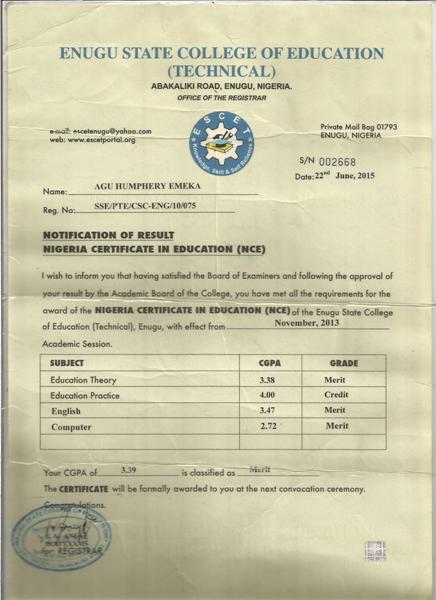 ENUGU STATE COLLEGE OF EDUCATION
(TECHNICAL)
ABAKALIKI ROAD, ENUGU, NIGERIA.
OFFICE OF THE REGISTRAR
e-mail: escetenugu@yahoo.com
web: www.escetportal.org
ESCET
Knowledge, Skill & Self Reliance
Private Mail Bag 01793
ENUGU, NIGERIA
S/N 002668
Date: 22nd June, 2015
Name: AGU HUMPHERY EMEKA
Reg. No: SSE/PTE/CSC-ENG/10/075
NOTIFICATION OF RESULT
NIGERIA CERTIFICATE IN EDUCATION (NCE)
I wish to inform you that having satisfied the Board of Examiners and following the approval of
your result by the Academic Board of the College, you have met all the requirements for the
award of the NIGERIA CERTIFICATE IN EDUCATION (NCE) of the Enugu State College
of Education (Technical), Enugu, with effect from November, 2013
Academic Session.
SUBJECT CGPA GRADE
Education Theory 3.38 Merit
Education Practice 4.00 Credit
English 3.47 Merit
Computer 2.72 Merit
Your CGPA of 3.39 is classified as Merit
The CERTIFICATE will be formally awarded to you at the next convocation ceremony.
Congratulations.
for: REGISTRAR